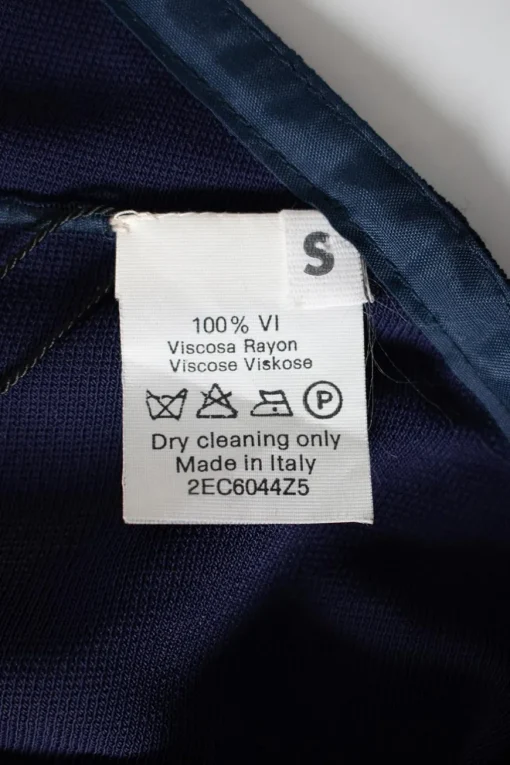 S
100% VI
Viscosa Rayon
Viscose Viskose
P
Dry cleaning only
Made in Italy
2EC6044Z5